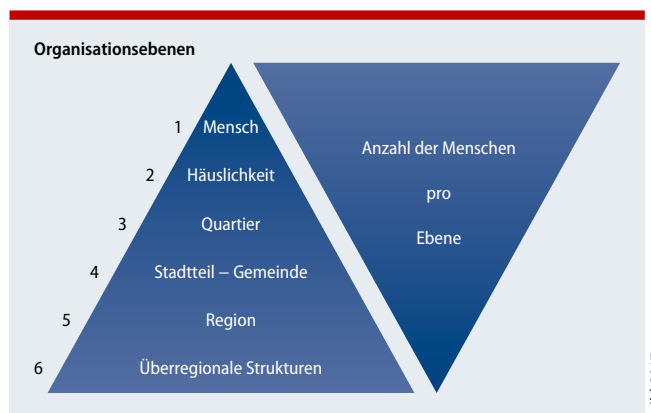 Organisationsebenen
1 Mensch
2 Häuslichkeit
3 Quartier
4 Stadtteil – Gemeinde
5 Region
6 Überregionale Strukturen
Anzahl der Menschen
pro
Ebene